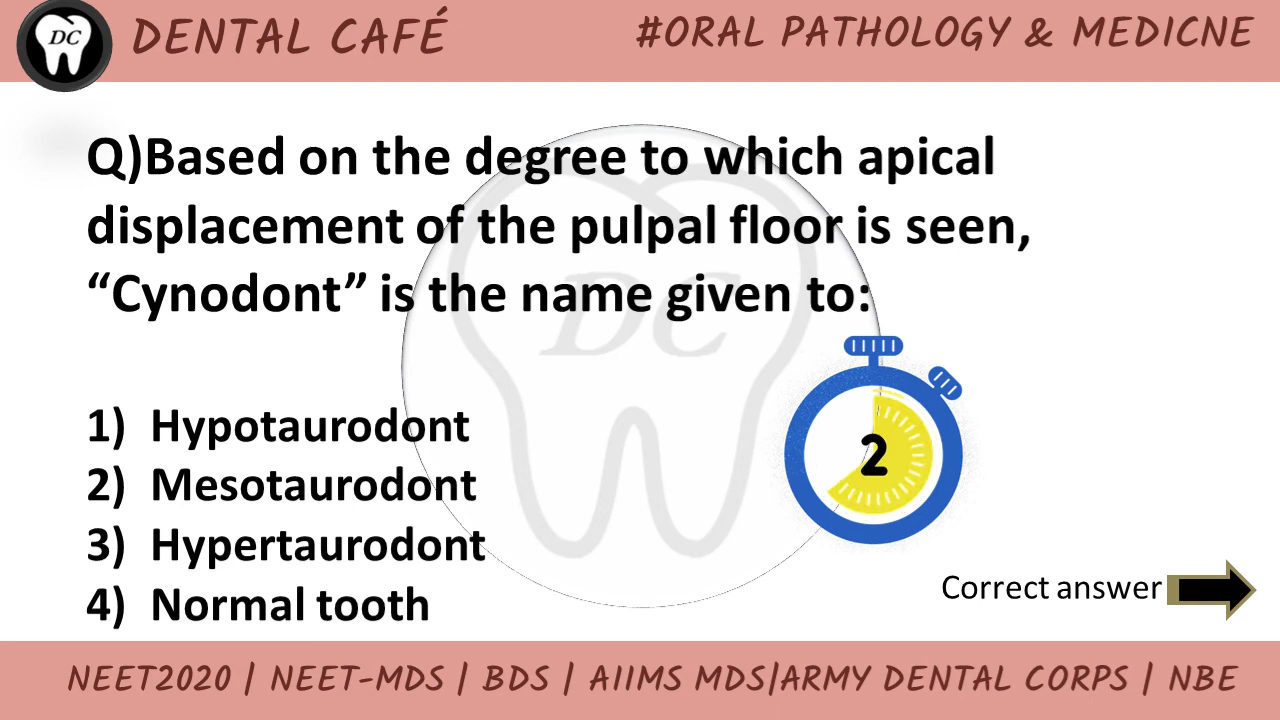 DC
DENTAL CAFÉ
#ORAL PATHOLOGY & MEDICNE
Q)Based on the degree to which apical
displacement of the pulpal floor is seen,
“Cynodont” is the name given to:
DC
1) Hypotaurodont
2) Mesotaurodont
3) Hypertaurodont
4) Normal tooth
2
Correct answer
NEET2020 | NEET-MDS | BDS | AIIMS MDS|ARMY DENTAL CORPS | NBE